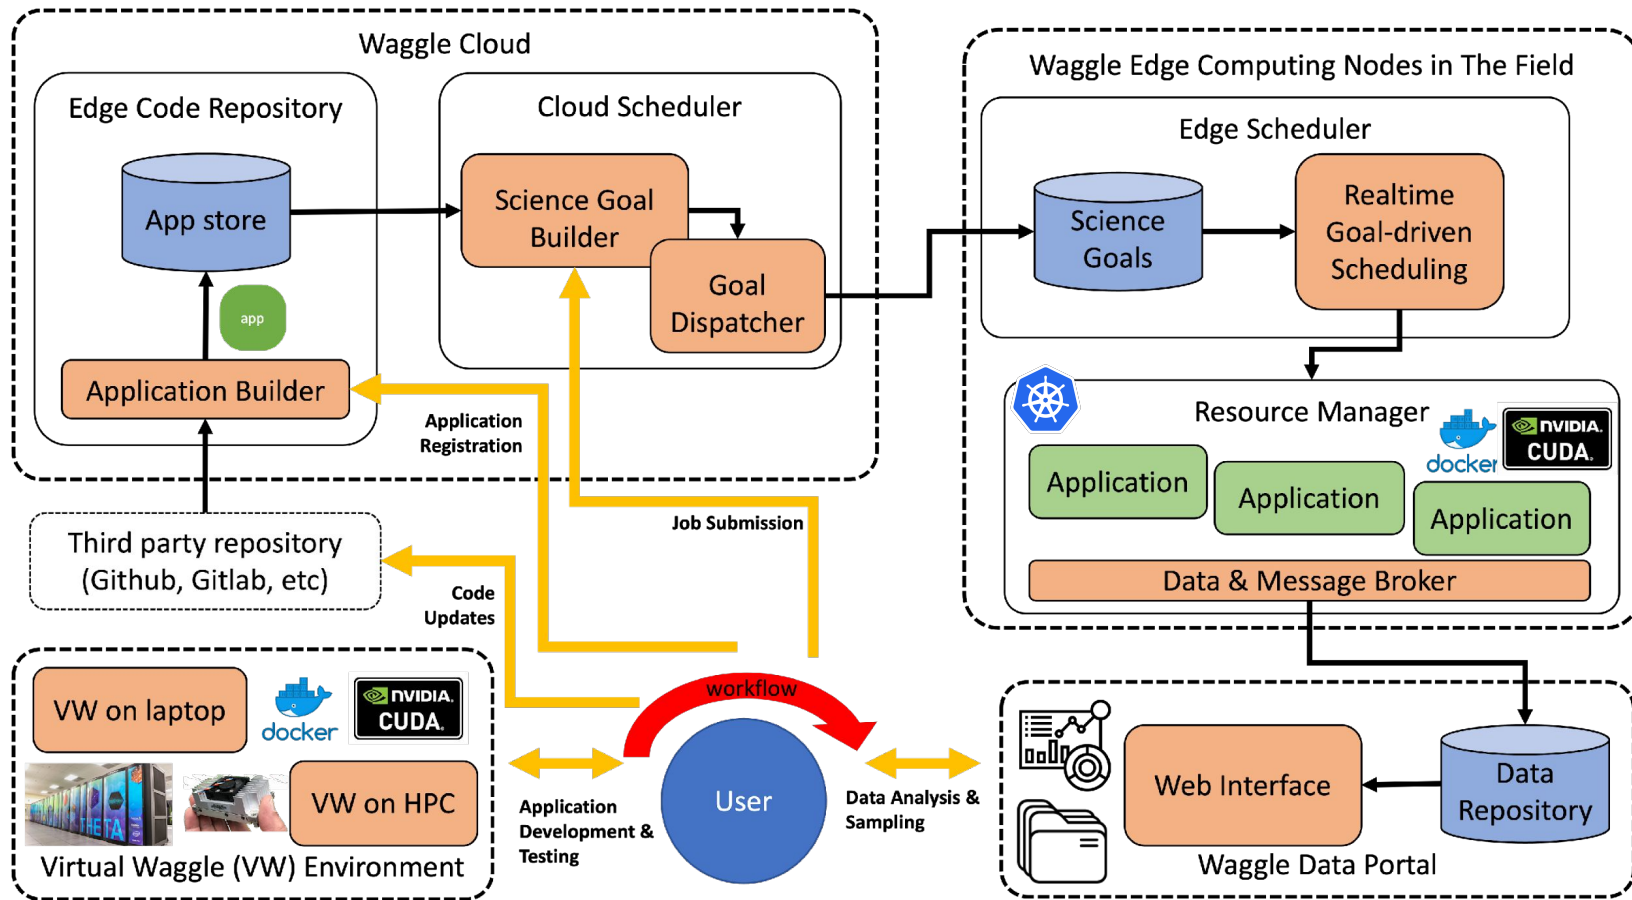 Waggle Cloud
Edge Code Repository
App store
app
Application Builder
Cloud Scheduler
Science Goal
Builder
Goal
Dispatcher
Waggle Edge Computing Nodes in The Field
Edge Scheduler
Science
Goals
Realtime
Goal-driven
Scheduling
Resource Manager
docker
NVIDIA.
CUDA.
Application
Application
Application
Data & Message Broker
Application
Registration
Job Submission
Third party repository
(Github, Gitlab, etc)
Code
Updates
VW on laptop
docker
NVIDIA.
CUDA.
THETA
VW on HPC
Virtual Waggle (VW) Environment
Application
Development &
Testing
workflow
User
Data Analysis &
Sampling
Web Interface
Data
Repository
Waggle Data Portal